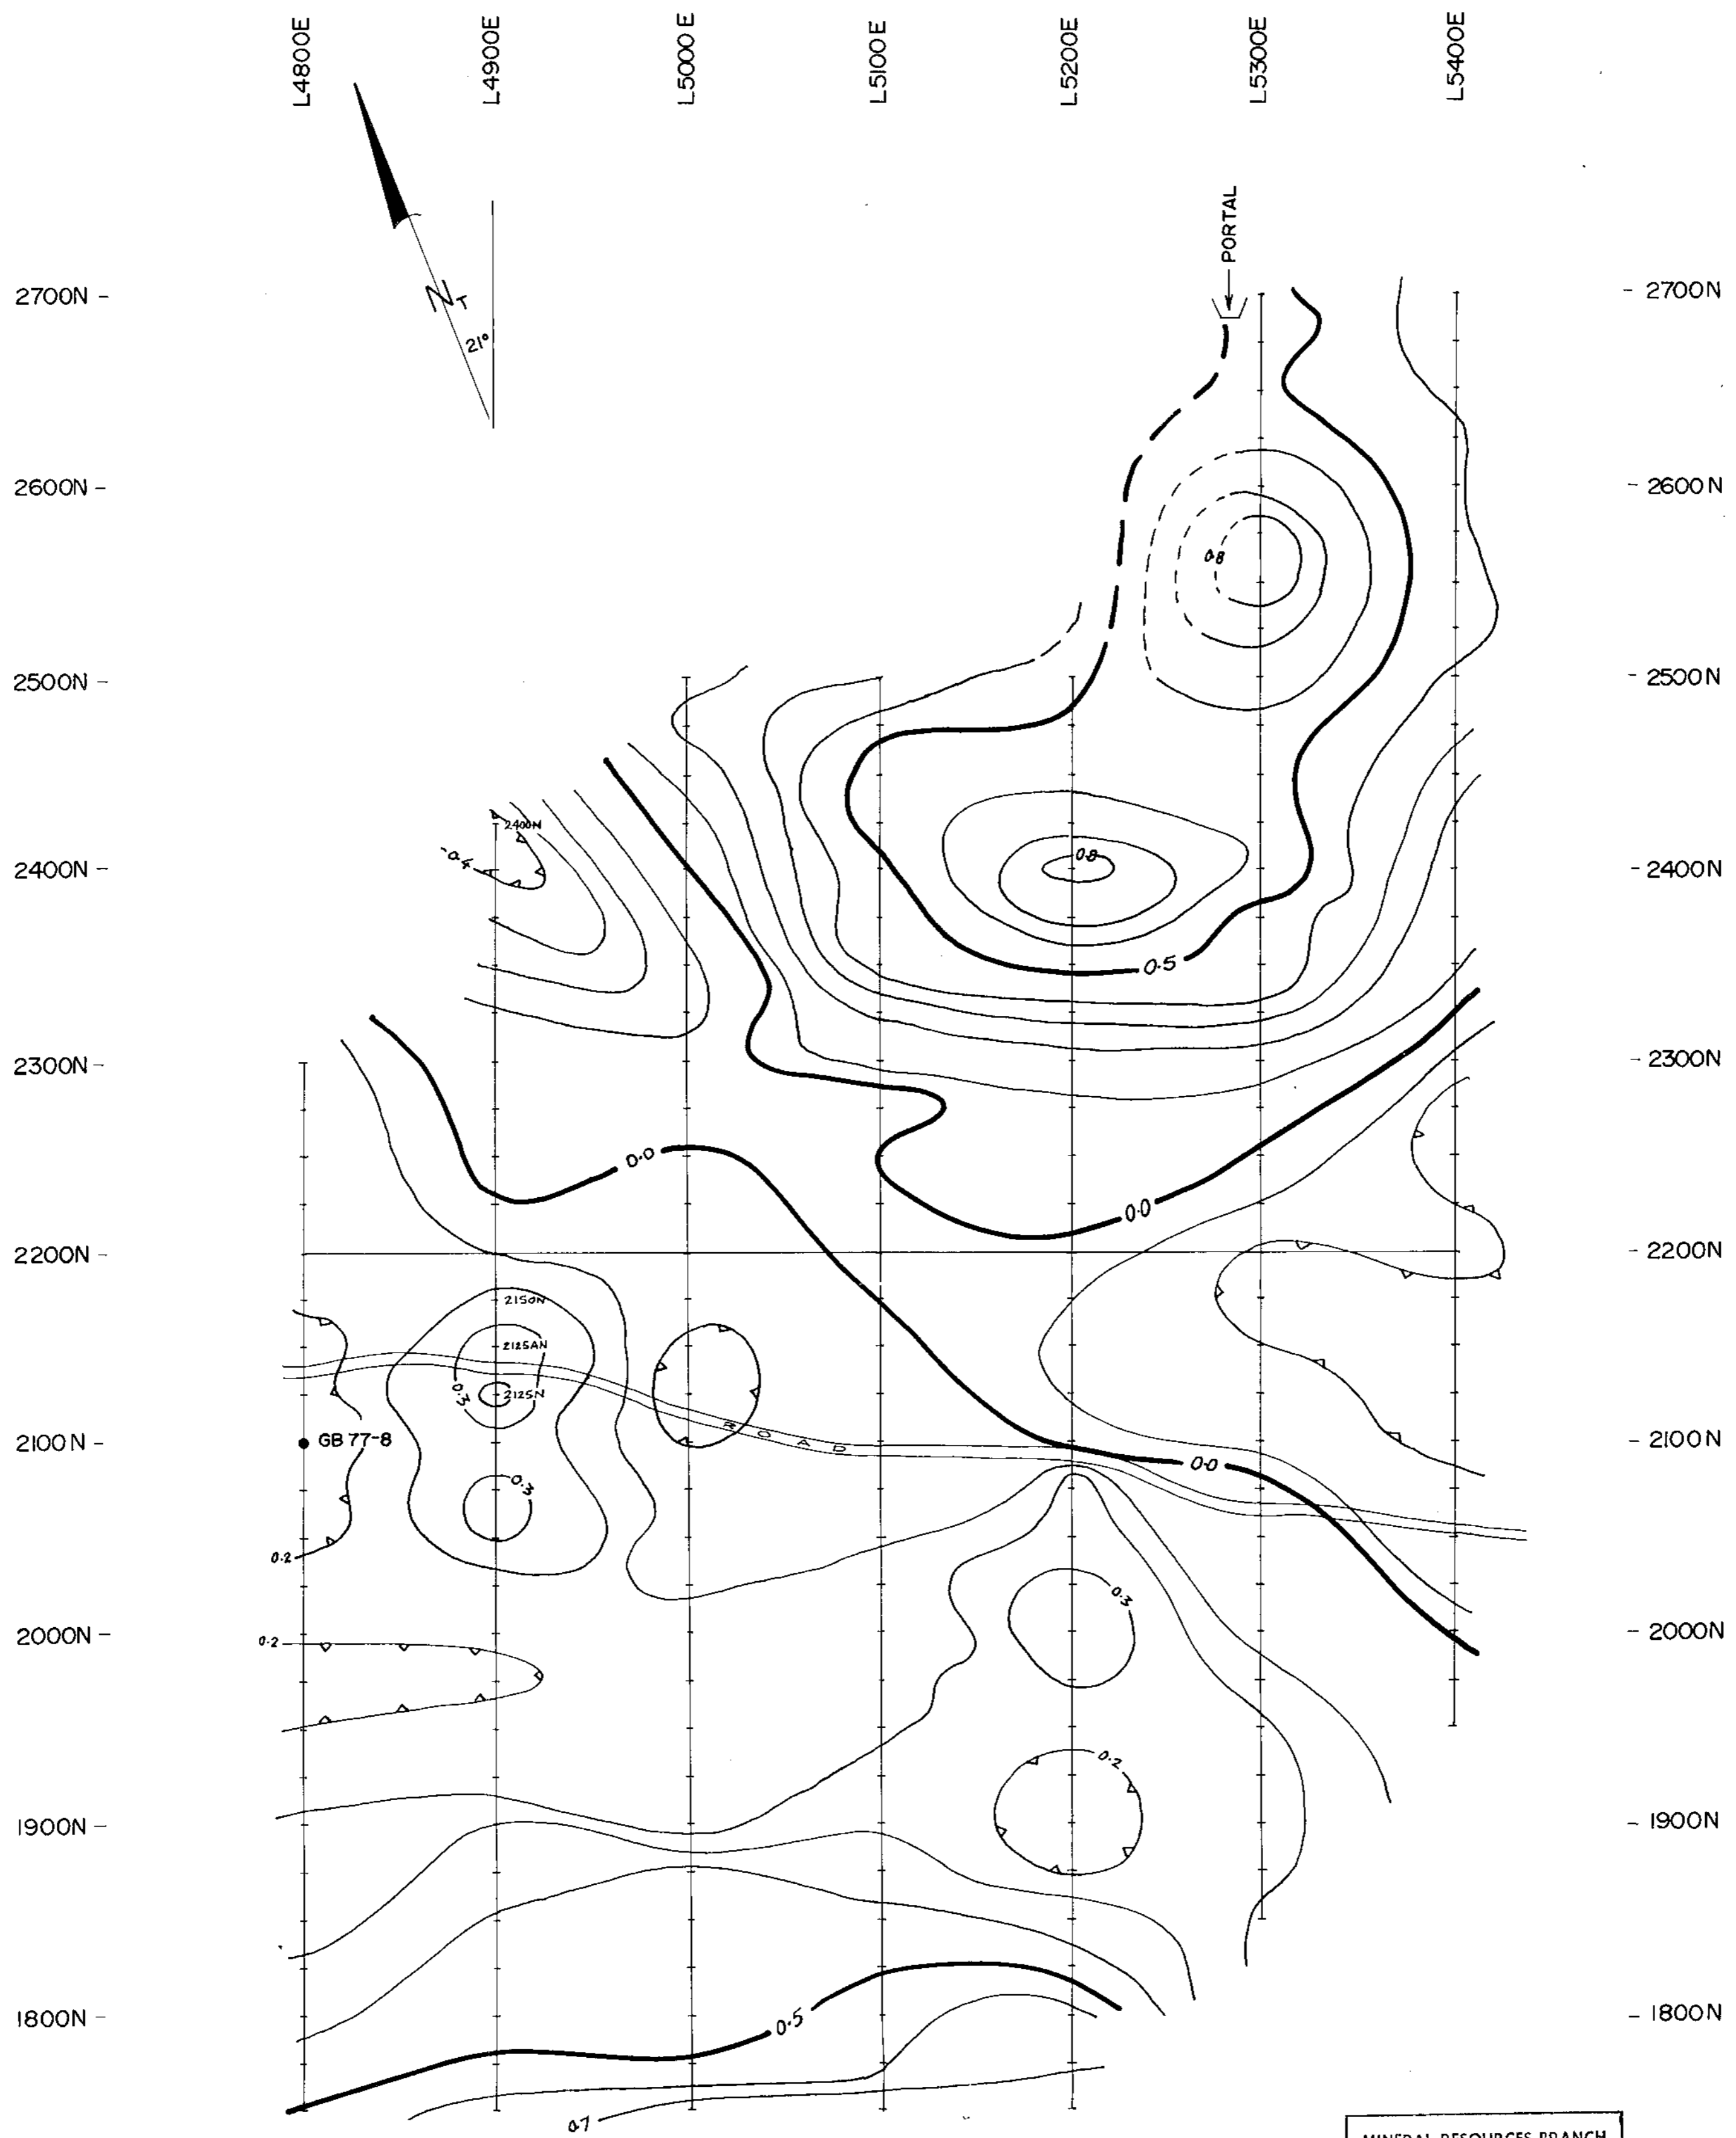 L4800E
L4900E
L5000E
L5100E
L5200E
L5300E
L5400E
PORTAL
NT
21°
2700N - - 2700N
2600N - - 2600N
0.8
2500N - - 2500N
2400N
-0.4
0.8
2400N - - 2400N
0.5
2300N - - 2300N
0.0
0.0
2200N - - 2200N
2150N
2125AN
0.3
2125N
ROAD
2100N - - 2100N
GB 77-8
0.0
0.3
0.2
0.3
2000N - - 2000N
0.2
0.2
1900N - - 1900N
1800N - - 1800N
0.5
0.7
MINERAL RESOURCES BRANCH